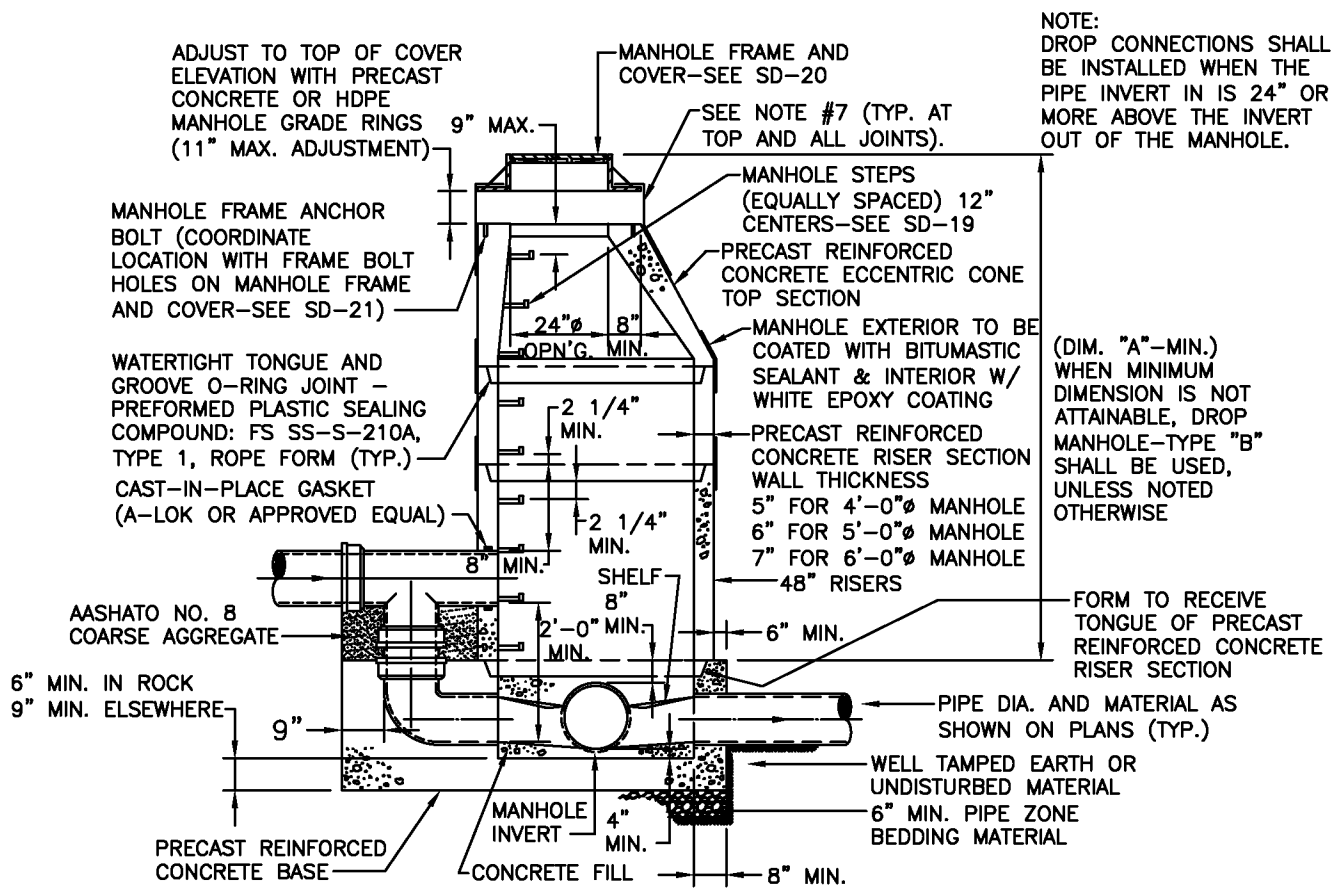 ADJUST TO TOP OF COVER
ELEVATION WITH PRECAST
CONCRETE OR HDPE
MANHOLE GRADE RINGS
(11" MAX. ADJUSTMENT)
9" MAX.
MANHOLE FRAME AND
COVER-SEE SD-20
SEE NOTE #7 (TYP. AT
TOP AND ALL JOINTS).
NOTE:
DROP CONNECTIONS SHALL
BE INSTALLED WHEN THE
PIPE INVERT IN IS 24" OR
MORE ABOVE THE INVERT
OUT OF THE MANHOLE.
MANHOLE FRAME ANCHOR
BOLT (COORDINATE
LOCATION WITH FRAME BOLT
HOLES ON MANHOLE FRAME
AND COVER-SEE SD-21)
MANHOLE STEPS
(EQUALLY SPACED) 12"
CENTERS-SEE SD-19
PRECAST REINFORCED
CONCRETE ECCENTRIC CONE
TOP SECTION
24"ø
OPN'G.
8"
MIN.
MANHOLE EXTERIOR TO BE
COATED WITH BITUMASTIC
SEALANT & INTERIOR W/
WHITE EPOXY COATING
(DIM. "A"-MIN.)
WHEN MINIMUM
DIMENSION IS NOT
ATTAINABLE, DROP
MANHOLE-TYPE "B"
SHALL BE USED,
UNLESS NOTED
OTHERWISE
WATERTIGHT TONGUE AND
GROOVE O-RING JOINT -
PREFORMED PLASTIC SEALING
COMPOUND: FS SS-S-210A,
TYPE 1, ROPE FORM (TYP.)
2 1/4"
MIN.
PRECAST REINFORCED
CONCRETE RISER SECTION
WALL THICKNESS
5" FOR 4'-0"ø MANHOLE
6" FOR 5'-0"ø MANHOLE
7" FOR 6'-0"ø MANHOLE
48" RISERS
CAST-IN-PLACE GASKET
(A-LOK OR APPROVED EQUAL)
2 1/4"
MIN.
8" MIN.
SHELF
8"
MIN.
2'-0"
MIN.
6" MIN.
AASHATO NO. 8
COARSE AGGREGATE
FORM TO RECEIVE
TONGUE OF PRECAST
REINFORCED CONCRETE
RISER SECTION
6" MIN. IN ROCK
9" MIN. ELSEWHERE
9"
PIPE DIA. AND MATERIAL AS
SHOWN ON PLANS (TYP.)
WELL TAMPED EARTH OR
UNDISTURBED MATERIAL
6" MIN. PIPE ZONE
BEDDING MATERIAL
MANHOLE
INVERT
4"
MIN.
PRECAST REINFORCED
CONCRETE BASE
CONCRETE FILL
8" MIN.